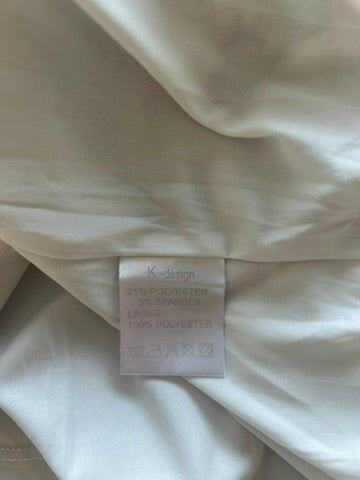 K-design
95% POLYESTER
5% SPANDEX
LINING:
100% POLYESTER